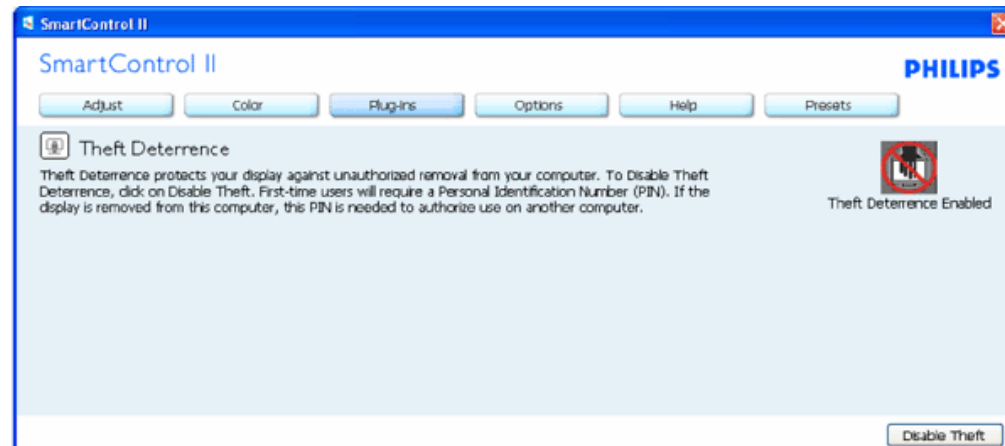 SmartControl II
SmartControl II
PHILIPS
Adjust
Color
Plug-Ins
Options
Help
Presets
Theft Deterrence
Theft Deterrence protects your display against unauthorized removal from your computer. To Disable Theft
Deterrence, click on Disable Theft. First-time users will require a Personal Identification Number (PIN). If the
display is removed from this computer, this PIN is needed to authorize use on another computer.
Theft Deterrence Enabled
Disable Theft